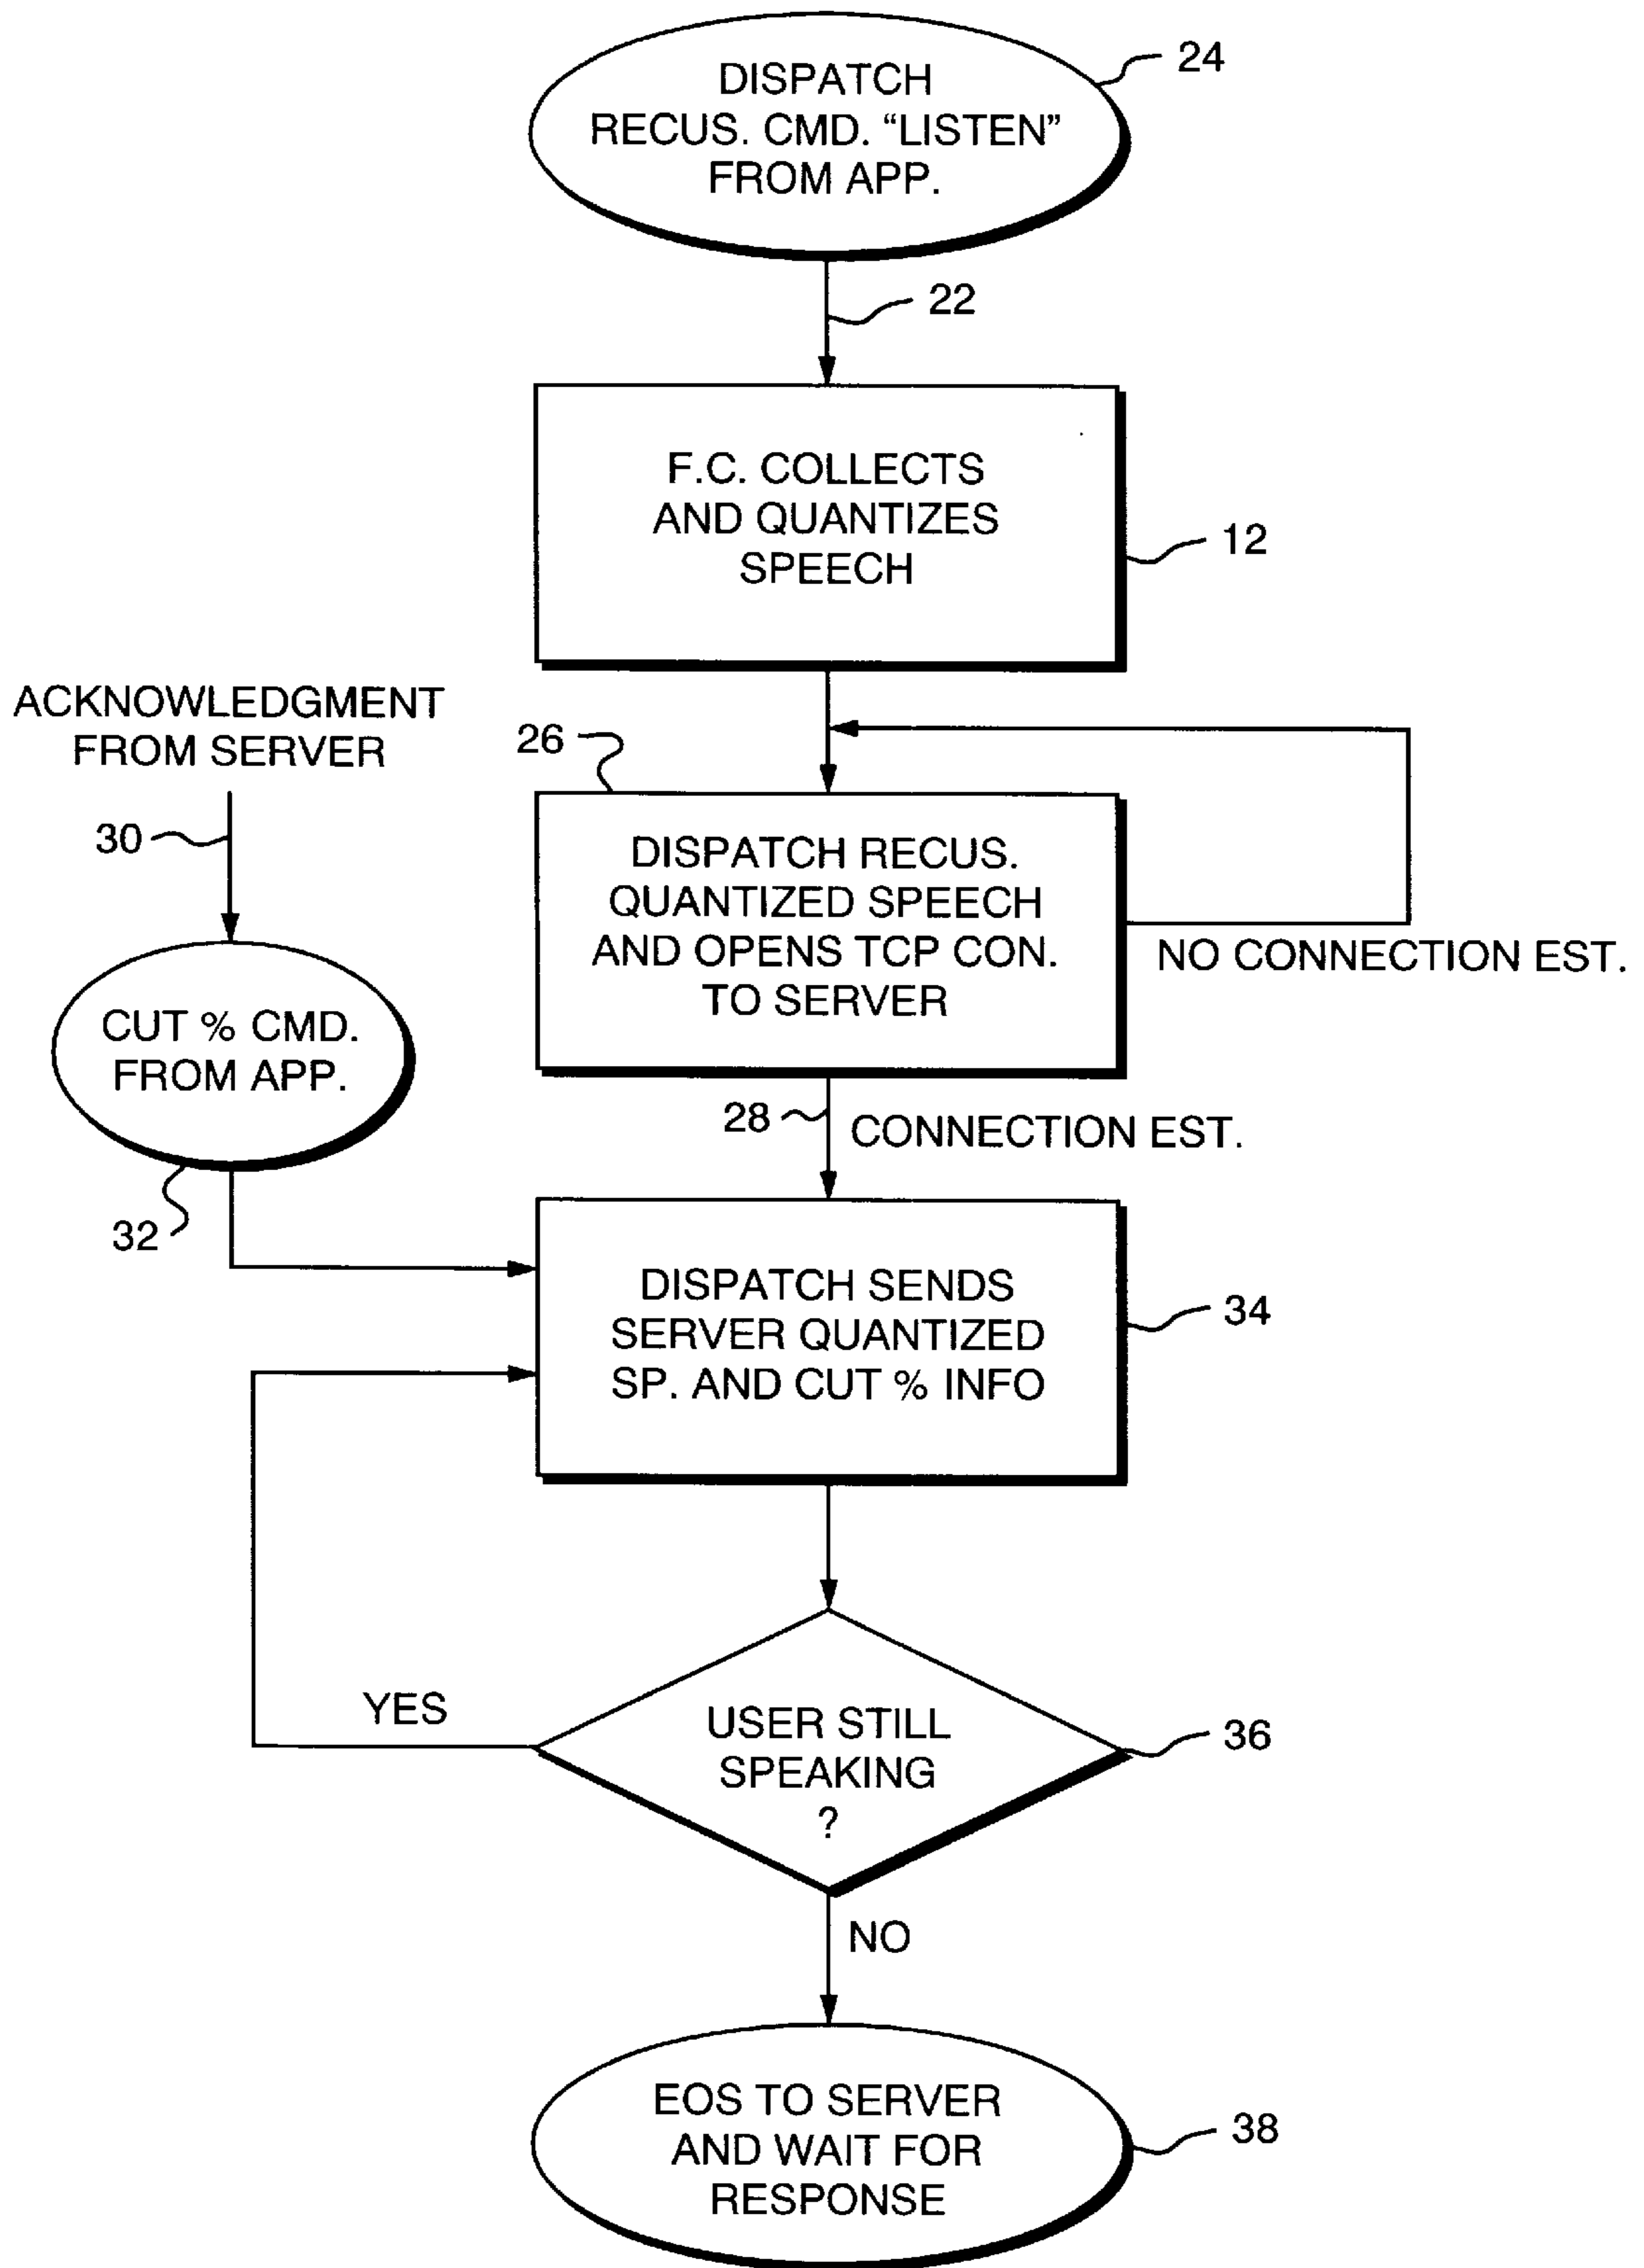 DISPATCH
RECUS. CMD. “LISTEN”
FROM APP.
24
22
F.C. COLLECTS
AND QUANTIZES
SPEECH
12
ACKNOWLEDGMENT
FROM SERVER
30
26
DISPATCH RECUS.
QUANTIZED SPEECH
AND OPENS TCP CON.
TO SERVER
NO CONNECTION EST.
CUT % CMD.
FROM APP.
32
28
CONNECTION EST.
DISPATCH SENDS
SERVER QUANTIZED
SP. AND CUT % INFO
34
YES
USER STILL
SPEAKING
?
36
NO
EOS TO SERVER
AND WAIT FOR
RESPONSE
38